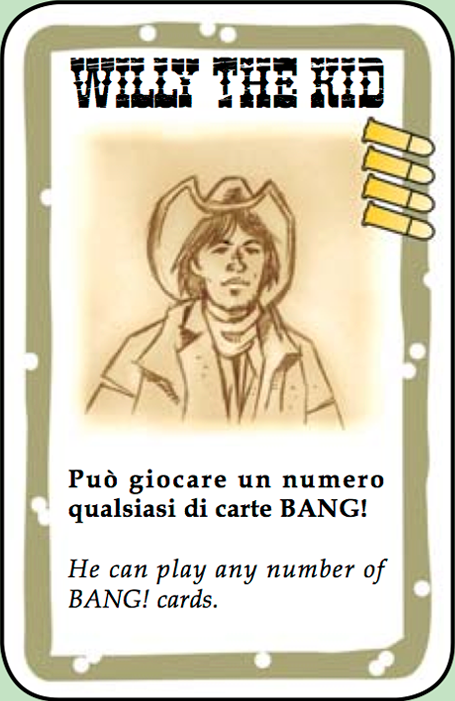 WILLY THE KID
Può giocare un numero
qualsiasi di carte BANG!
He can play any number of
BANG! cards.